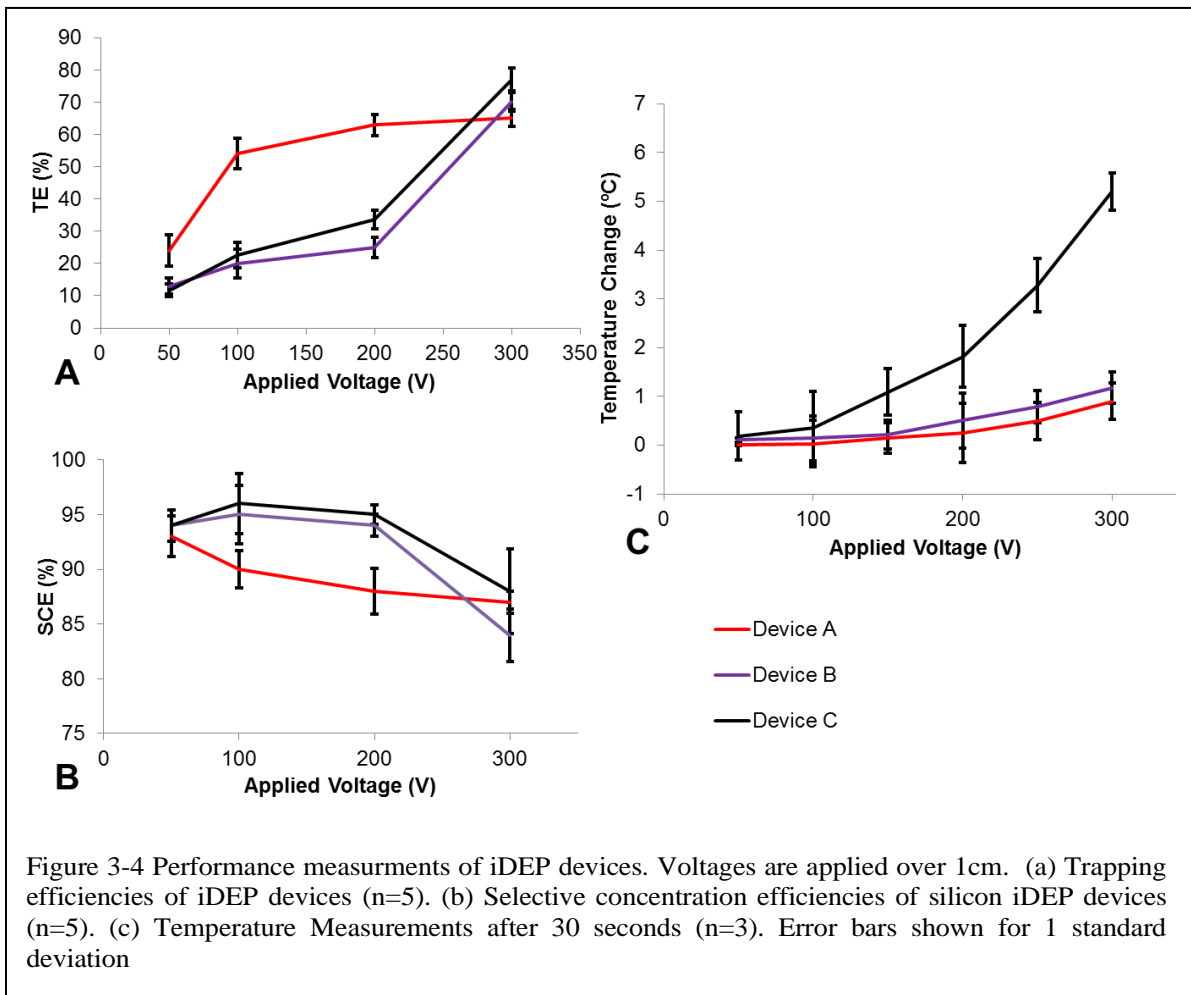 90
80
70
60
50
40
30
20
10
0
TE (%)
0 50 100 150 200 250 300 350
Applied Voltage (V)
A
100
95
90
85
80
75
SCE (%)
0 100 200 300
Applied Voltage (V)
B
7
6
5
4
3
2
1
0
-1
Temperature Change (ºC)
0 100 200 300
Applied Voltage (V)
C
Device A
Device B
Device C
Figure 3-4 Performance measurments of iDEP devices. Voltages are applied over 1cm. (a) Trapping
efficiencies of iDEP devices (n=5). (b) Selective concentration efficiencies of silicon iDEP devices
(n=5). (c) Temperature Measurements after 30 seconds (n=3). Error bars shown for 1 standard
deviation